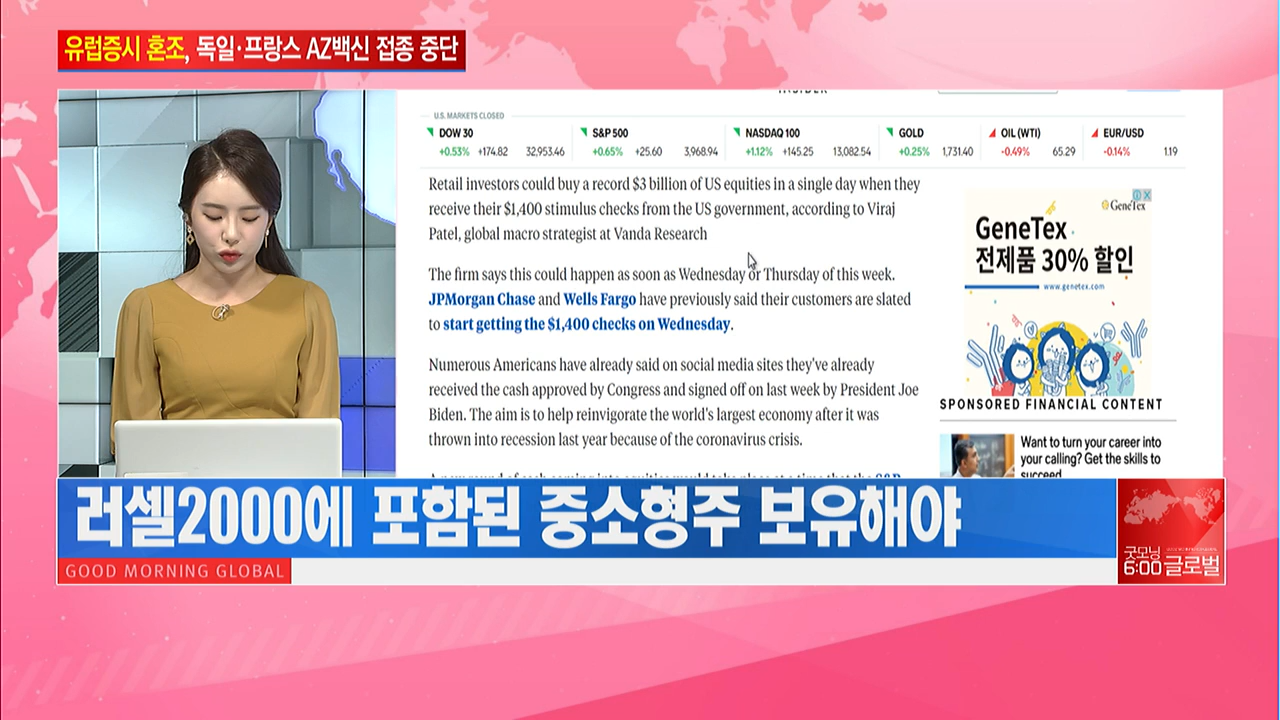 유럽증시 혼조, 독일·프랑스 AZ백신 접종 중단
INSIDER
U.S. MARKETS CLOSED
DOW 30
+0.53% +174.82 32,953.46
S&P 500
+0.65% +25.60 3,968.94
NASDAQ 100
+1.12% +145.25 13,082.54
GOLD
+0.25% 1,731.40
OIL (WTI)
-0.49% 65.29
EUR/USD
-0.14% 1.19
Retail investors could buy a record $3 billion of US equities in a single day when they
receive their $1,400 stimulus checks from the US government, according to Viraj
Patel, global macro strategist at Vanda Research
The firm says this could happen as soon as Wednesday or Thursday of this week.
JPMorgan Chase and Wells Fargo have previously said their customers are slated
to start getting the $1,400 checks on Wednesday.
Numerous Americans have already said on social media sites they've already
received the cash approved by Congress and signed off on last week by President Joe
Biden. The aim is to help reinvigorate the world's largest economy after it was
thrown into recession last year because of the coronavirus crisis.
GeneTex
GeneTex
전제품 30% 할인
www.genetex.com
SPONSORED FINANCIAL CONTENT
Want to turn your career into
your calling? Get the skills to
succeed
러셀2000에 포함된 중소형주 보유해야
GOOD MORNING GLOBAL
굿모닝
6:00 글로벌